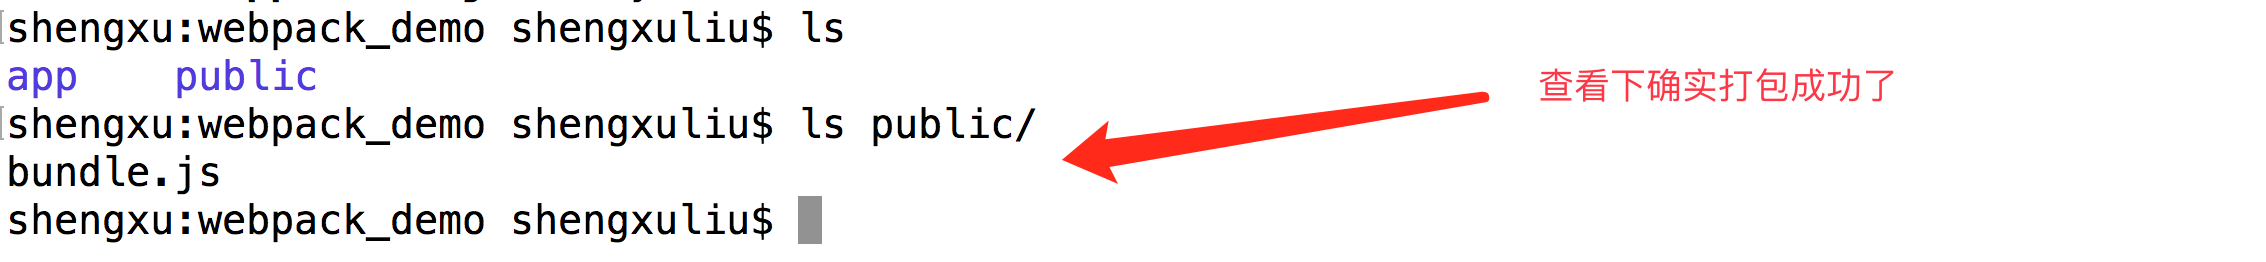 shengxu:webpack_demo shengxuliu$ ls
app    public
shengxu:webpack_demo shengxuliu$ ls public/
查看下确实打包成功了
bundle.js
shengxu:webpack_demo shengxuliu$